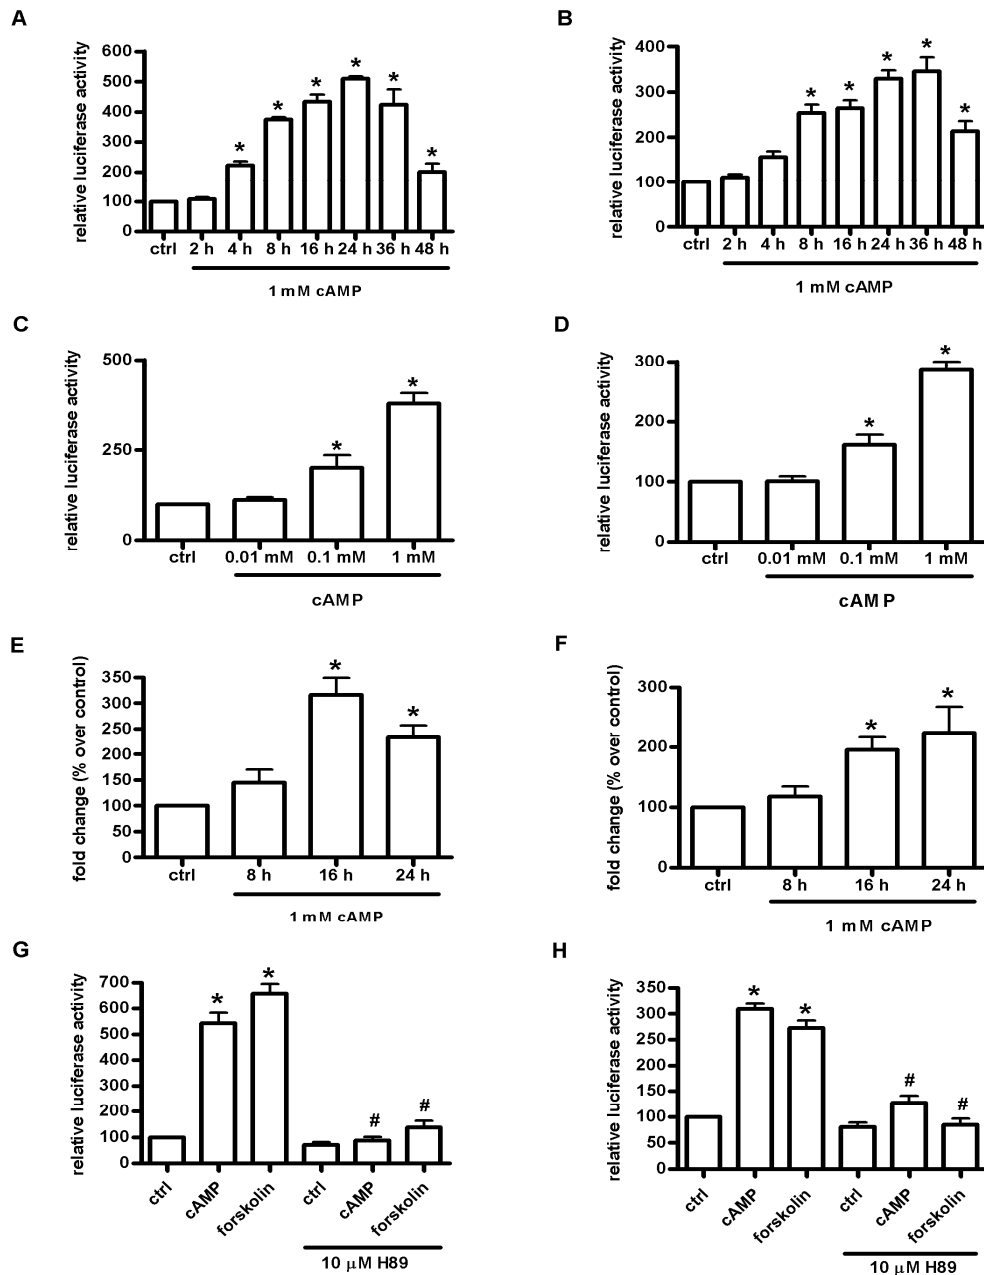 A
relative luciferase activity
600
500
400
300
200
100
0
* * * * * * *
ctrl 2 h 4 h 8 h 16 h 24 h 36 h 48 h
1 mM cAMP
B
relative luciferase activity
400
300
200
100
0
* * * * *
ctrl 2 h 4 h 8 h 16 h 24 h 36 h 48 h
1 mM cAMP
C
relative luciferase activity
500
250
0
* *
ctrl 0.01 mM 0.1 mM 1 mM
cAMP
D
relative luciferase activity
300
200
100
0
* *
ctrl 0.01 mM 0.1 mM 1 mM
cAMP
E
fold change (% over control)
350
300
250
200
150
100
50
0
* *
ctrl 8 h 16 h 24 h
1 mM cAMP
F
fold change (% over control)
300
200
100
0
* *
ctrl 8 h 16 h 24 h
1 mM cAMP
G
relative luciferase activity
700
600
500
400
300
200
100
0
* * # #
ctrl cAMP forskolin ctrl cAMP forskolin
10 µM H89
H
relative luciferase activity
350
300
250
200
150
100
50
0
* * # #
ctrl cAMP forskolin ctrl cAMP forskolin
10 µM H89